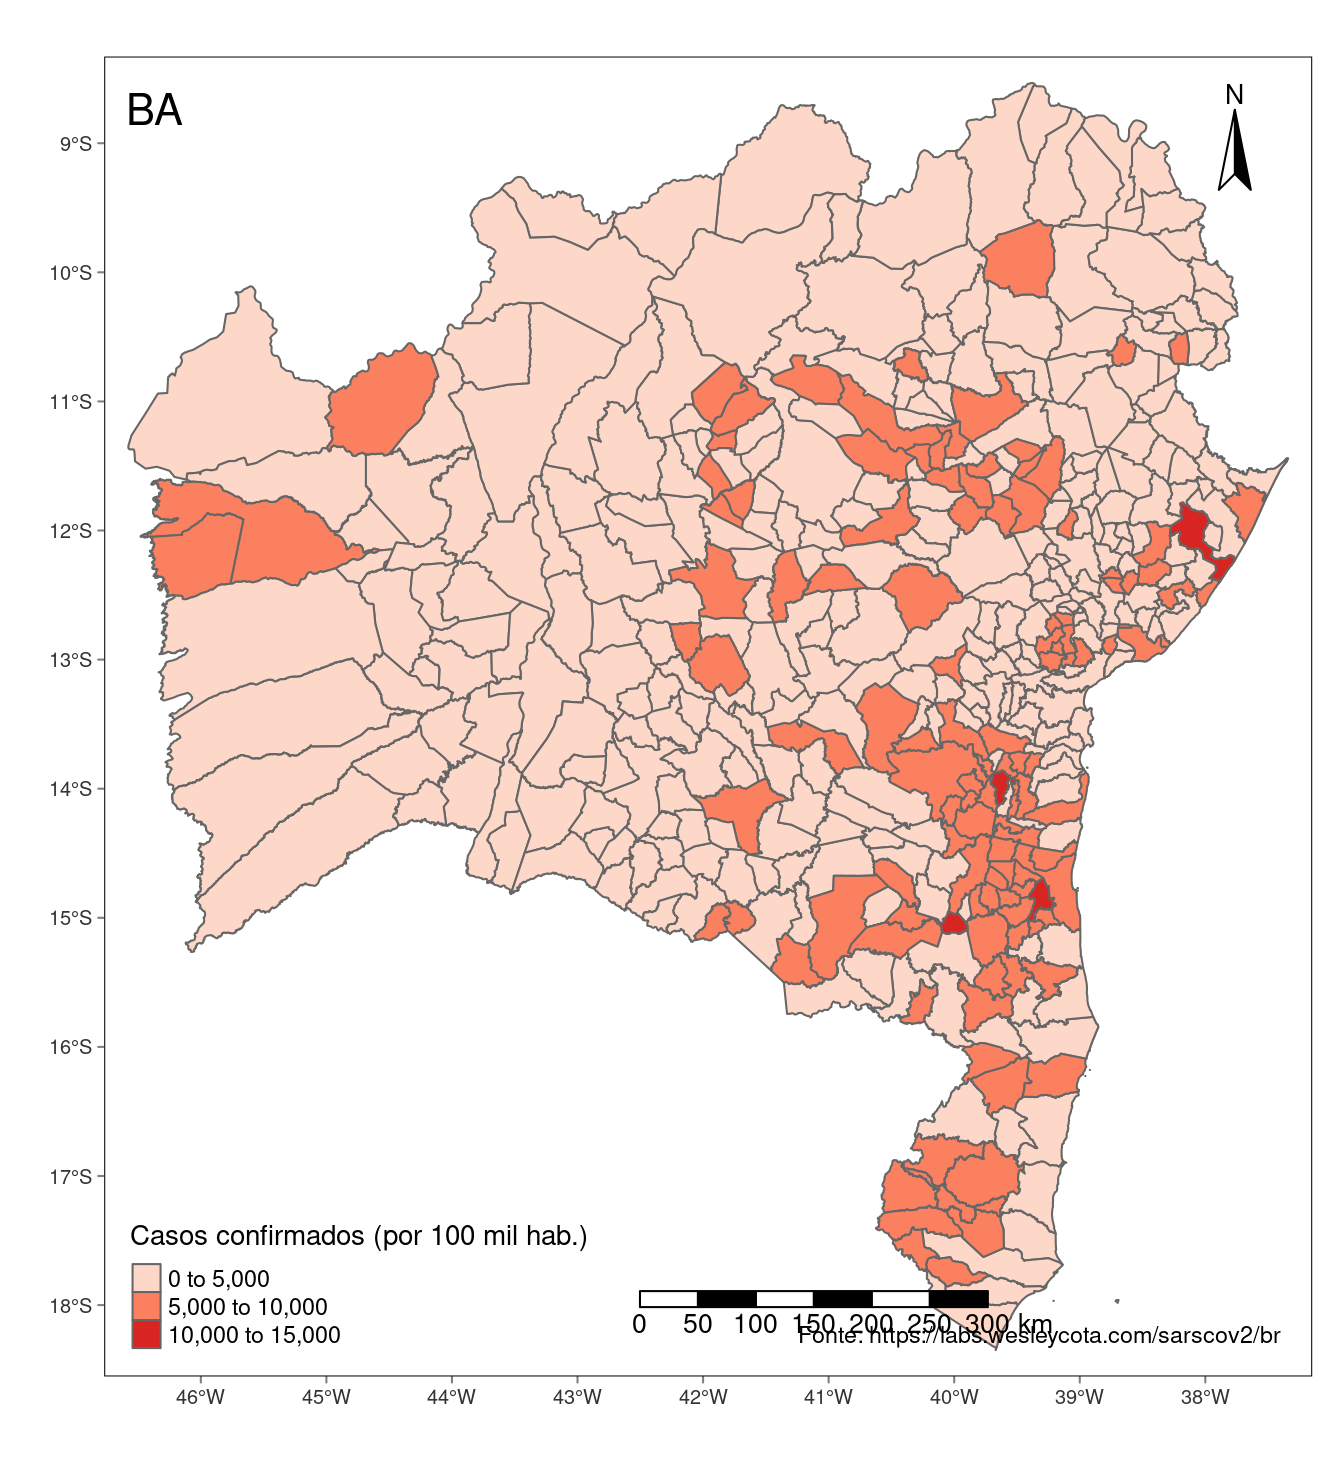 BA
N
9°S
10°S
11°S
12°S
13°S
14°S
15°S
16°S
17°S
18°S
Casos confirmados (por 100 mil hab.)
0 to 5,000
5,000 to 10,000
10,000 to 15,000
0 50 100 150 200 250 300 km
Fonte: https://labs.wesleycota.com/sarscov2/br
46°W 45°W 44°W 43°W 42°W 41°W 40°W 39°W 38°W